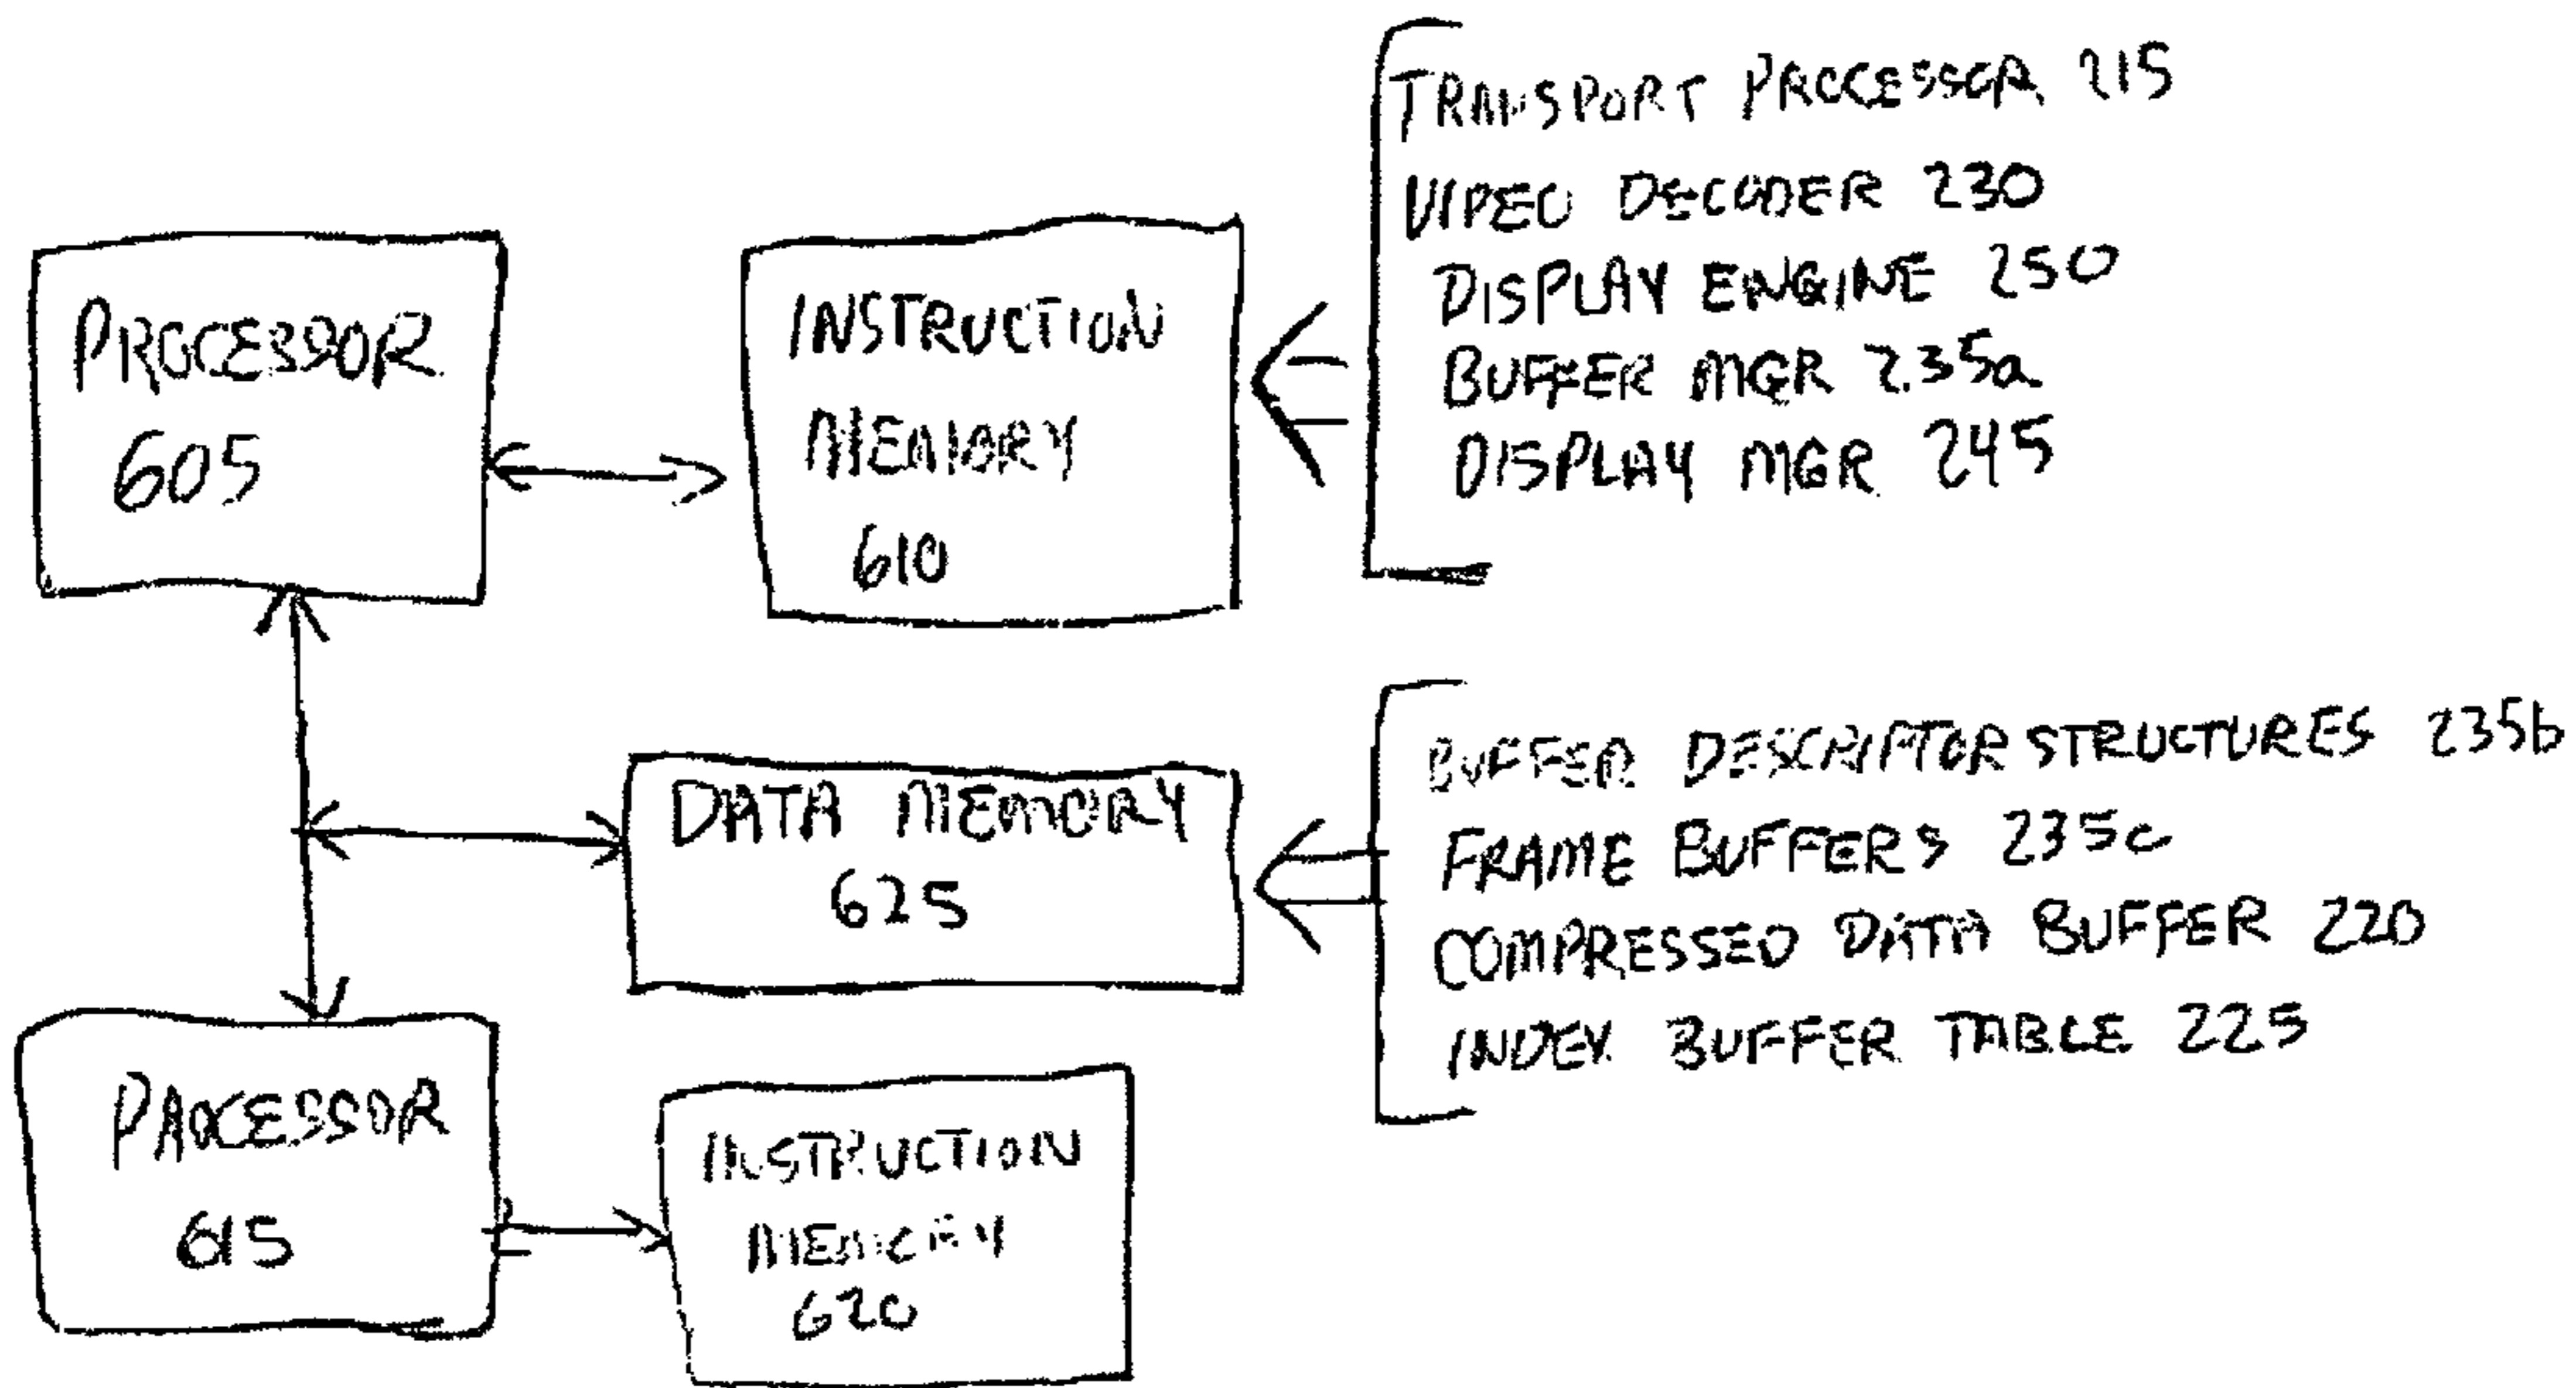 PROCESSOR
605
INSTRUCTION
MEMORY
610
TRANSPORT PROCESSOR 215
VIDEO DECODER 230
DISPLAY ENGINE 250
BUFFER MGR 235a
DISPLAY MGR 245
DATA MEMORY
625
BUFFER DESCRIPTOR STRUCTURES 235b
FRAME BUFFERS 235c
COMPRESSED DATA BUFFER 220
INDEX BUFFER TABLE 225
PROCESSOR
615
INSTRUCTION
MEMORY
620